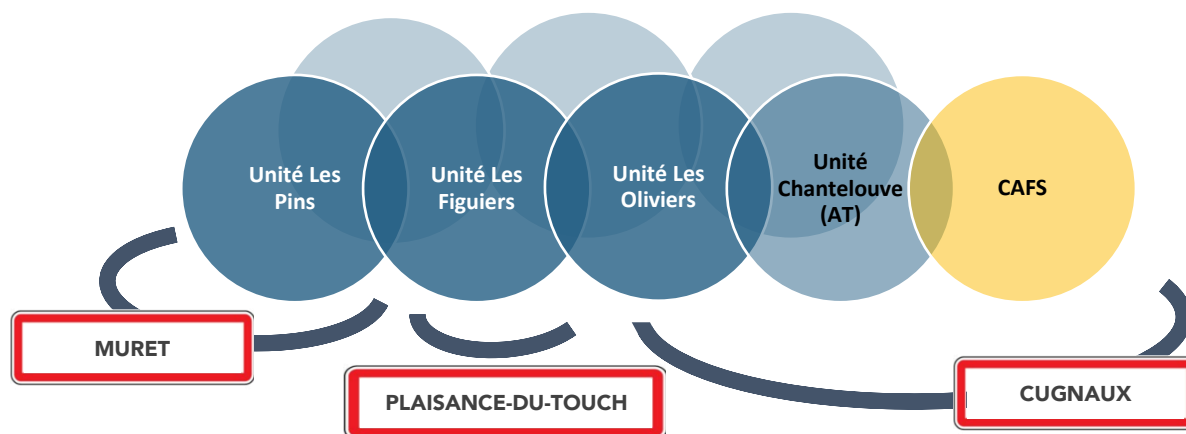 Unité Les
Pins
Unité Les
Figuiers
Unité Les
Oliviers
Unité
Chantelouve
(AT)
CAFS
MURET
PLAISANCE-DU-TOUCH
CUGNAUX